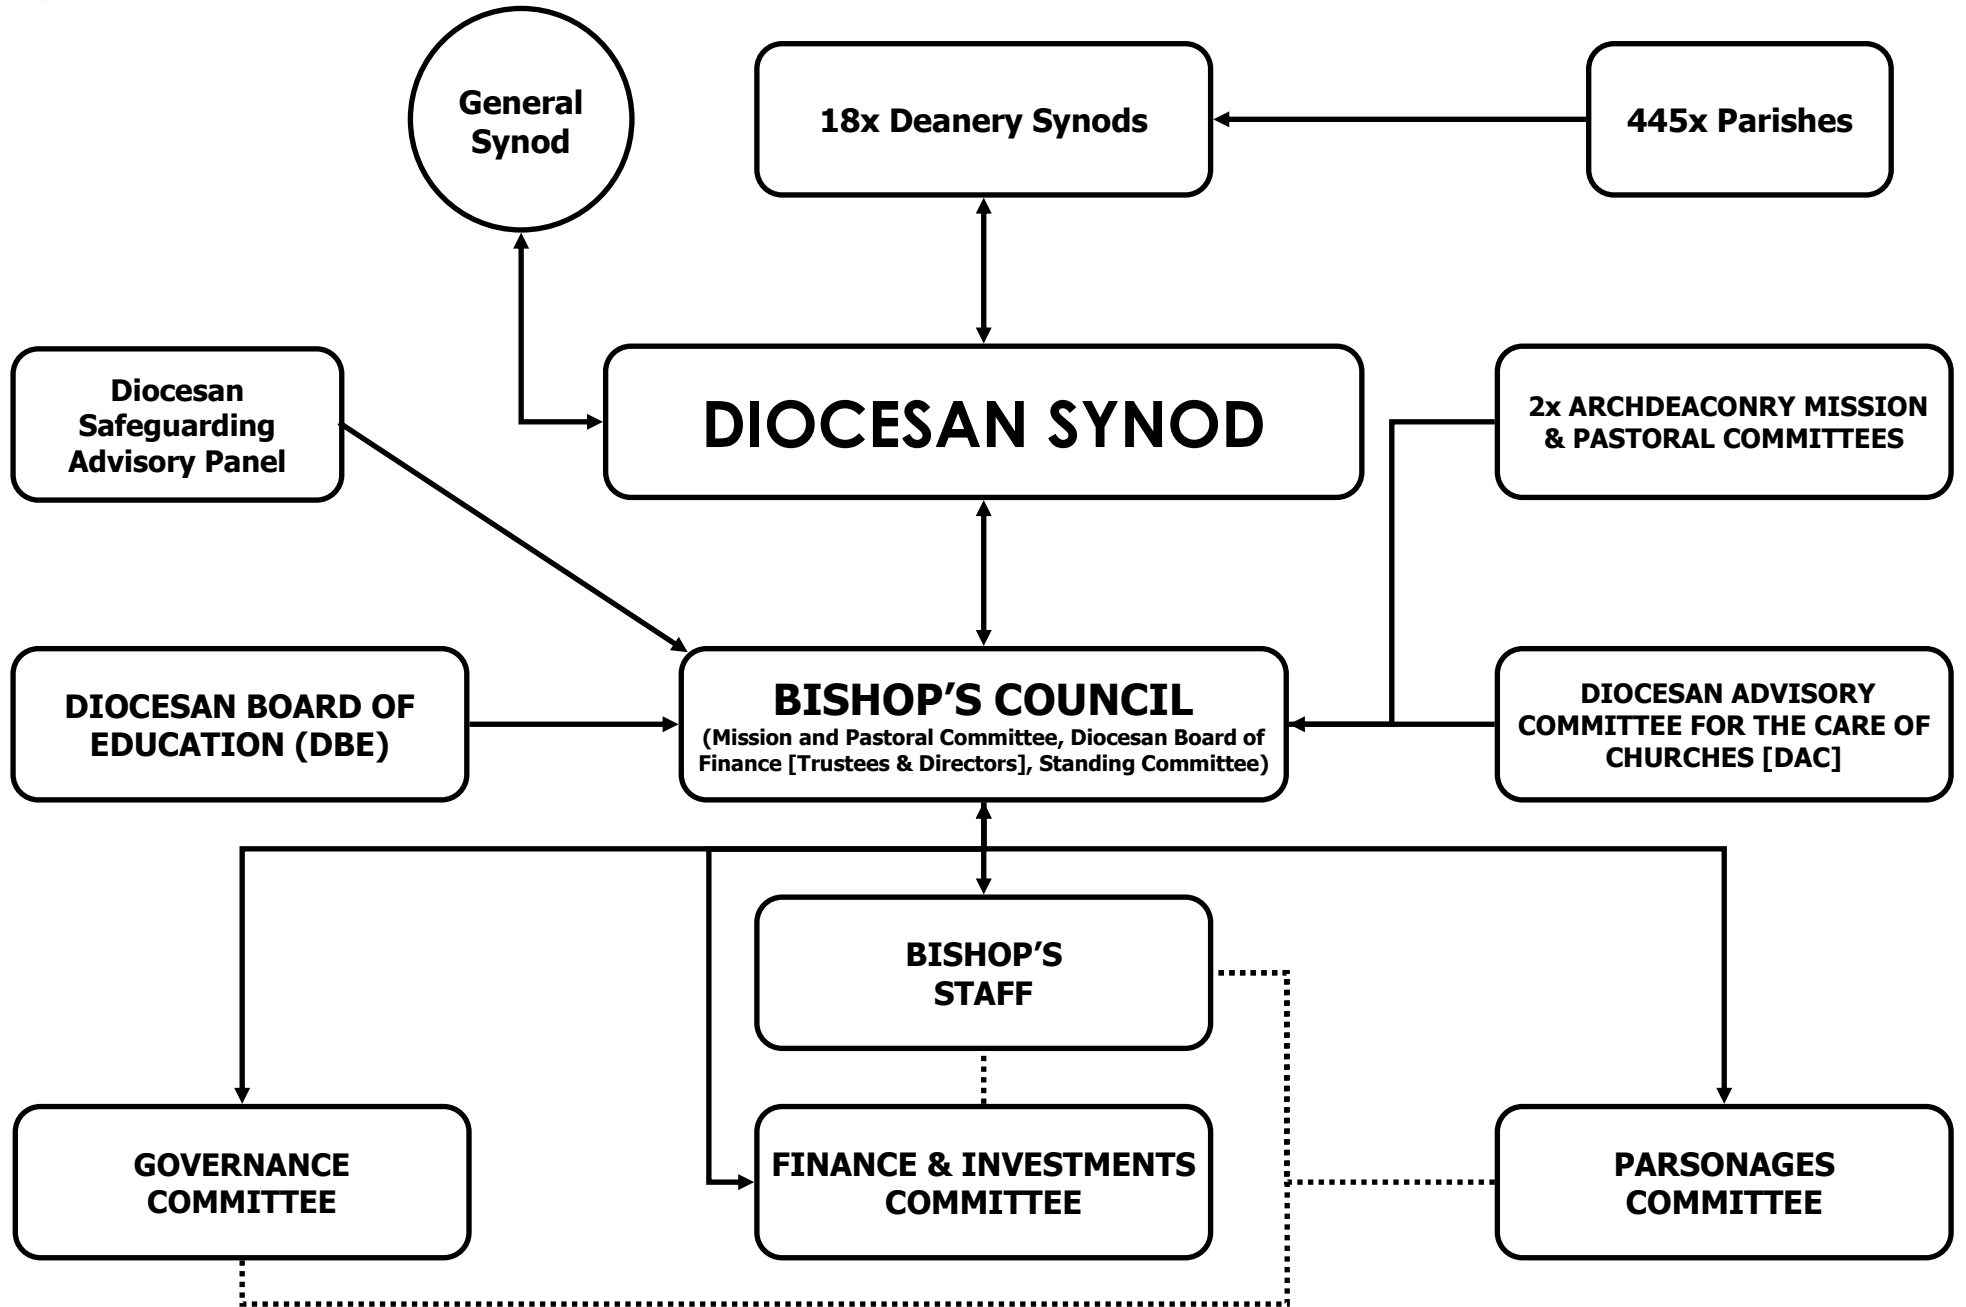 General
Synod
18x Deanery Synods
445x Parishes
Diocesan
Safeguarding
Advisory Panel
DIOCESAN SYNOD
2x ARCHDEACONRY MISSION
& PASTORAL COMMITTEES
DIOCESAN BOARD OF
EDUCATION (DBE)
BISHOP’S COUNCIL
(Mission and Pastoral Committee, Diocesan Board of
Finance [Trustees & Directors], Standing Committee)
DIOCESAN ADVISORY
COMMITTEE FOR THE CARE OF
CHURCHES [DAC]
BISHOP’S
STAFF
GOVERNANCE
COMMITTEE
FINANCE & INVESTMENTS
COMMITTEE
PARSONAGES
COMMITTEE